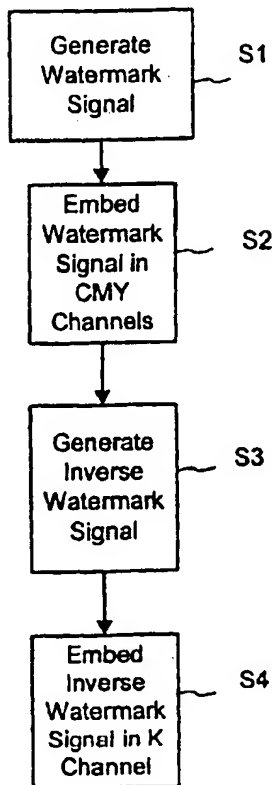 Generate
Watermark
Signal
S1
Embed
Watermark
Signal in
CMY
Channels
S2
Generate
Inverse
Watermark
Signal
S3
Embed
Inverse
Watermark
Signal in K
Channel
S4